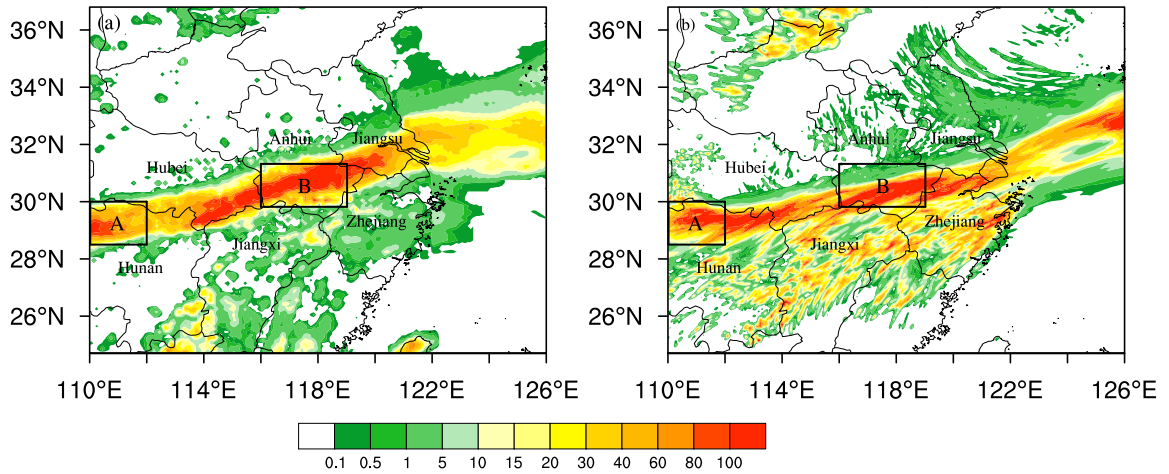 (a)
(b)
36°N
34°N
32°N
30°N
28°N
26°N
36°N
34°N
32°N
30°N
28°N
26°N
Anhui
Jiangsu
Hubei
B
A
Zhejiang
Jiangxi
Hunan
Anhui
Jiangsu
Hubei
B
A
Zhejiang
Jiangxi
Hunan
110°E 114°E 118°E 122°E 126°E
110°E 114°E 118°E 122°E 126°E
0.1 0.5 1 5 10 15 20 30 40 60 80 100